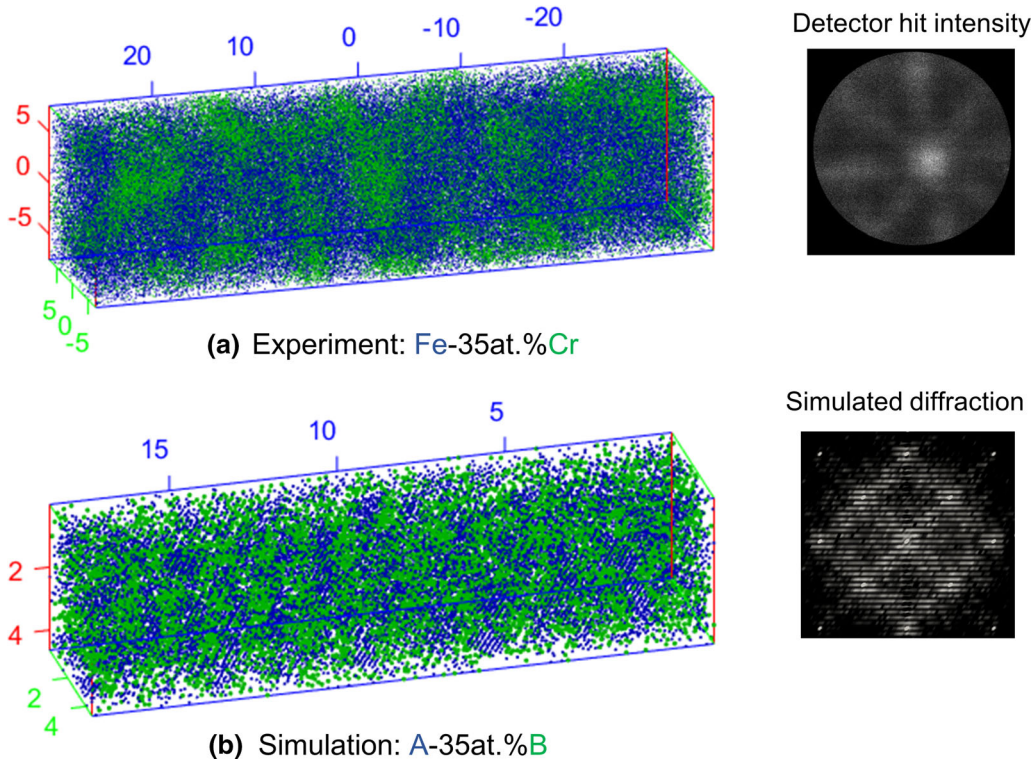 20 10 0 -10 -20
Detector hit intensity
5
0
-5
5
0
-5
(a) Experiment: Fe-35at.%Cr
Simulated diffraction
15 10 5
2
4
2
4
(b) Simulation: A-35at.%B